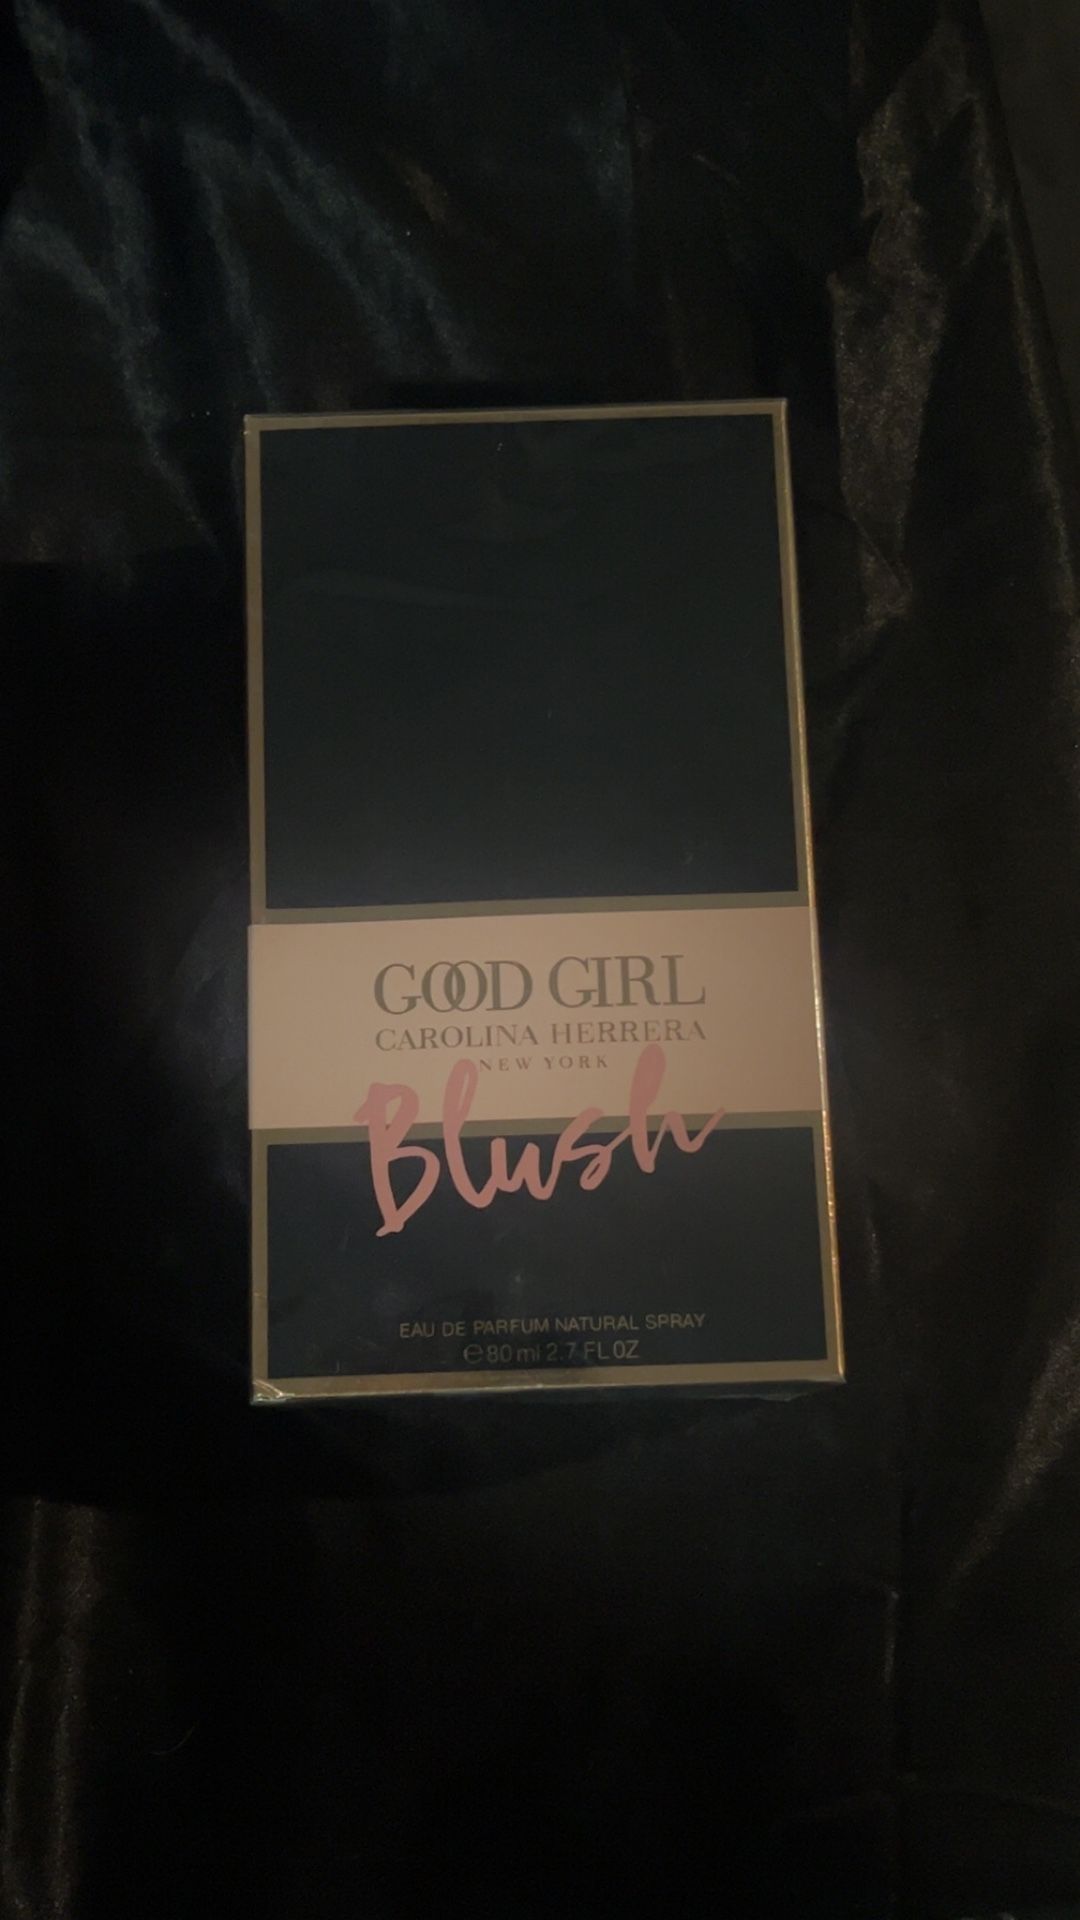 GOOD GIRL
CAROLINA HERRERA
NEW YORK
Blush
EAU DE PARFUM NATURAL SPRAY
℮ 80 ml 2.7 FL OZ